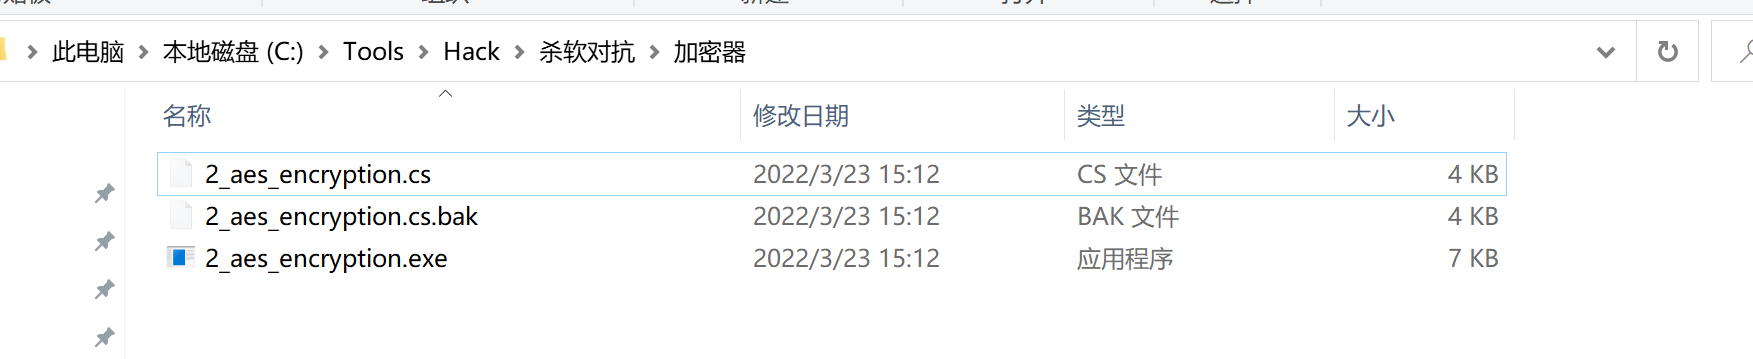 此电脑 本地磁盘 (C:) Tools Hack 杀软对抗 加密器
名称 修改日期 类型 大小
2_aes_encryption.cs 2022/3/23 15:12 CS 文件 4 KB
2_aes_encryption.cs.bak 2022/3/23 15:12 BAK 文件 4 KB
2_aes_encryption.exe 2022/3/23 15:12 应用程序 7 KB